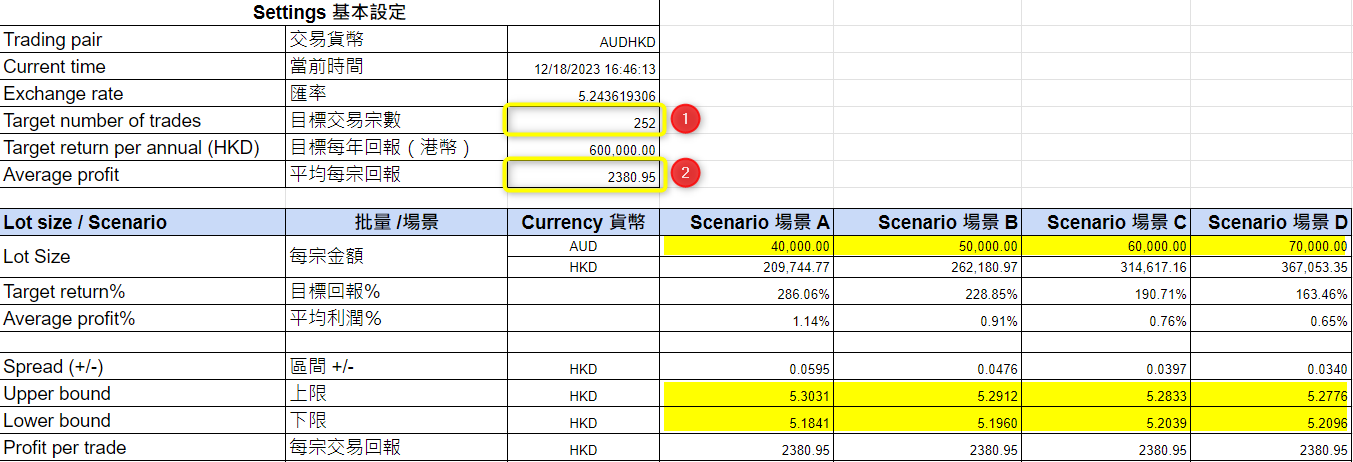 Settings 基本設定
Trading pair 交易貨幣 AUDHKD
Current time 當前時間 12/18/2023 16:46:13
Exchange rate 匯率 5.243619306
Target number of trades 目標交易宗數 252 1
Target return per annual (HKD) 目標每年回報（港幣） 600,000.00
Average profit 平均每宗回報 2380.95 2
Lot size / Scenario 批量 /場景 Currency 貨幣 Scenario 場景 A Scenario 場景 B Scenario 場景 C Scenario 場景 D
Lot Size 每宗金額 AUD 40,000.00 50,000.00 60,000.00 70,000.00
HKD 209,744.77 262,180.97 314,617.16 367,053.35
Target return% 目標回報% 286.06% 228.85% 190.71% 163.46%
Average profit% 平均利潤% 1.14% 0.91% 0.76% 0.65%
Spread (+/-) 區間 +/- HKD 0.0595 0.0476 0.0397 0.0340
Upper bound 上限 HKD 5.3031 5.2912 5.2833 5.2776
Lower bound 下限 HKD 5.1841 5.1960 5.2039 5.2096
Profit per trade 每宗交易回報 HKD 2380.95 2380.95 2380.95 2380.95